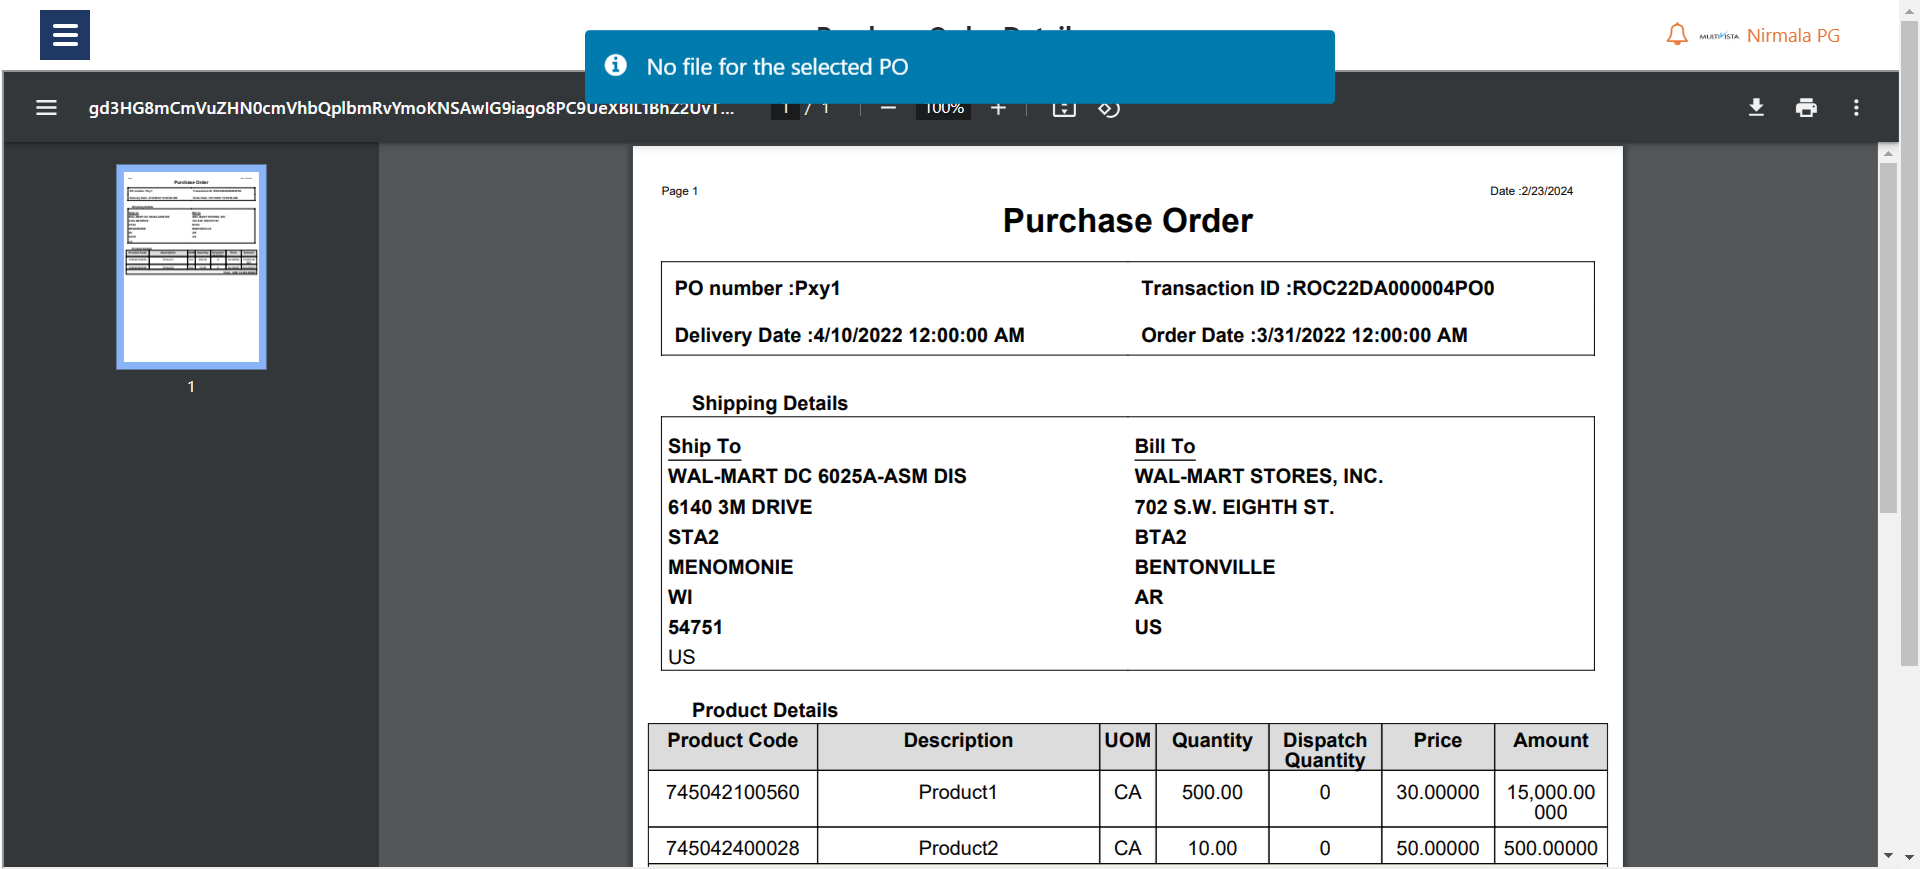 No file for the selected PO
MULTIVISTA Nirmala PG
gd3HG8mCmVuZHN0cmVhbQplbmRvYmoKNSAwIG9iago8PC9UeXBlL1BhZ2UvT...
1 / 1
100%
Page 1
Date :2/23/2024
Purchase Order
PO number :Pxy1
Transaction ID :ROC22DA000004PO0
Delivery Date :4/10/2022 12:00:00 AM
Order Date :3/31/2022 12:00:00 AM
1
Shipping Details
Ship To
Bill To
WAL-MART DC 6025A-ASM DIS
WAL-MART STORES, INC.
6140 3M DRIVE
702 S.W. EIGHTH ST.
STA2
BTA2
MENOMONIE
BENTONVILLE
WI
AR
54751
US
US
Product Details
Product Code Description UOM Quantity Dispatch Quantity Price Amount
745042100560 Product1 CA 500.00 0 30.00000 15,000.00
000
745042400028 Product2 CA 10.00 0 50.00000 500.00000